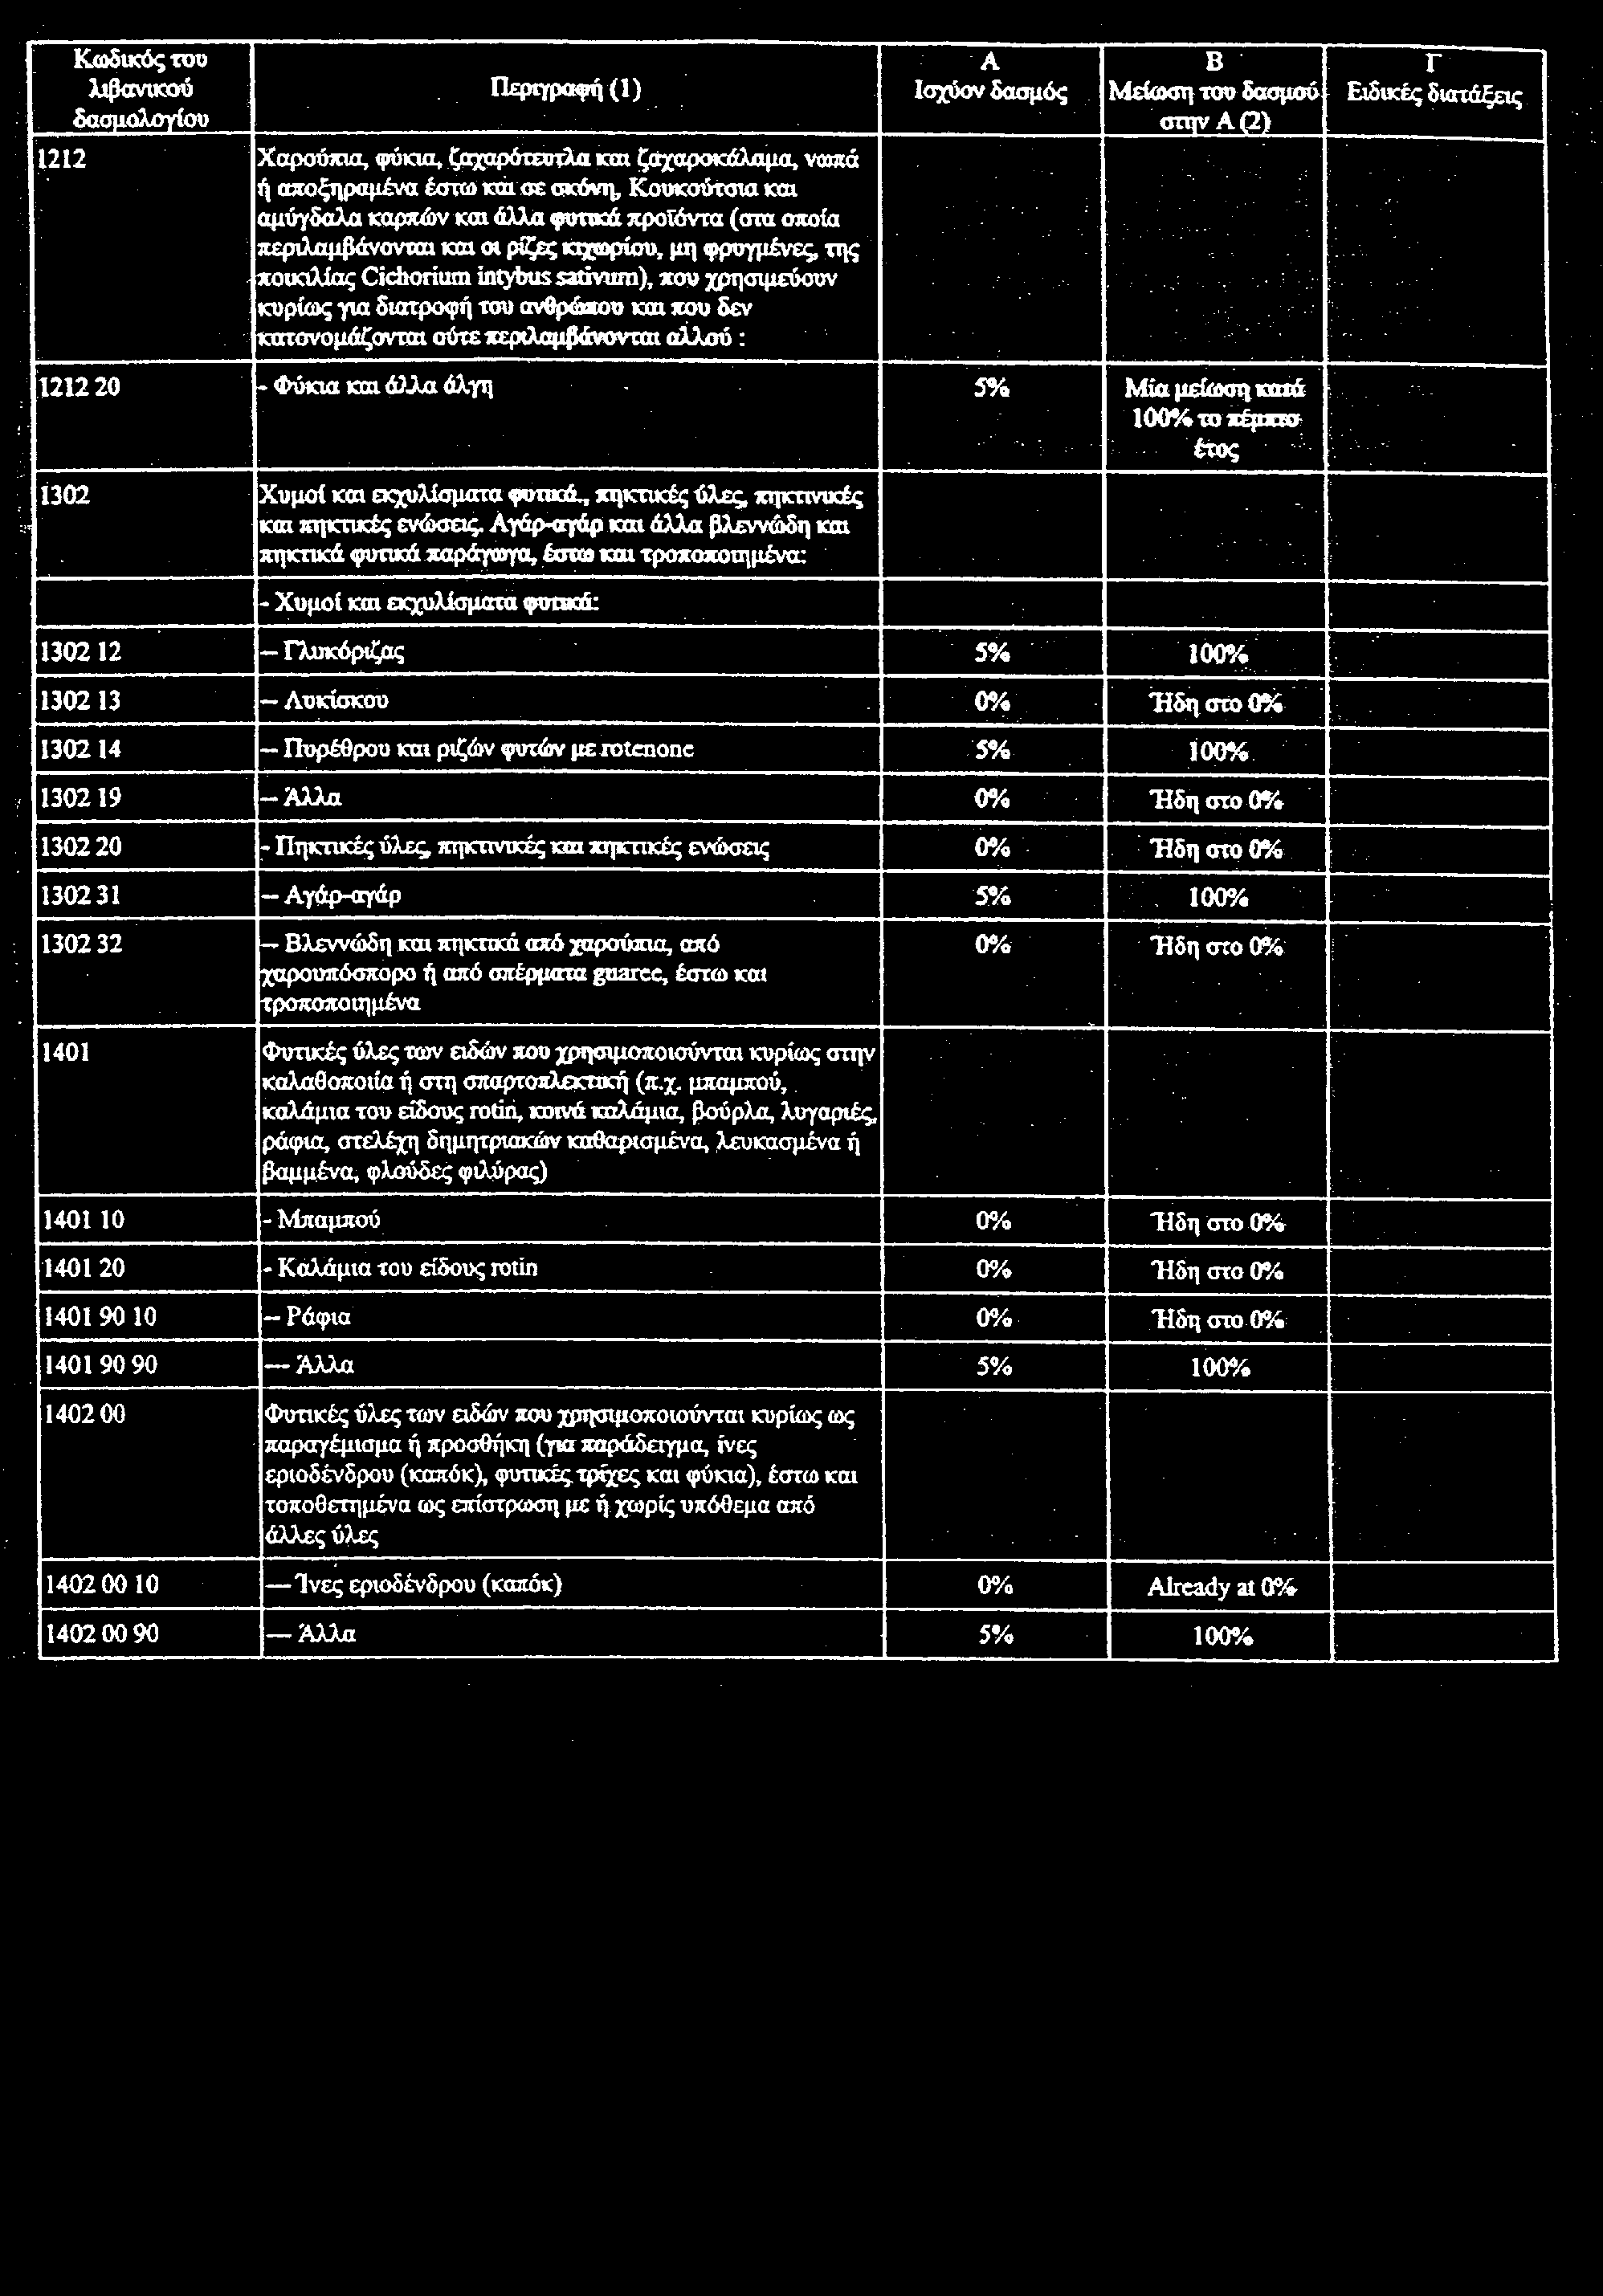 Κωδικός του
λιβανικού
δασμολογίου
Περιγραφή (1)
Α
Ισχύον δασμός
Β
Μείωση του δασμού
στην Α (2)
Γ
Ειδικές διατάξεις
1212
Χαρούπια, φύκια, ζαχαρότευτλα και ζαχαροκάλαμα, νωπά
ή αποξηραμένα έστω και σε σκόνη, Κουκούτσια και
αμύγδαλα καρπών και άλλα φυτικά προϊόντα (στα οποία
περιλαμβάνονται και οι ρίζες κιχωρίου, μη φρυγμένες, της
ποικιλίας Cichorium intybus sativum), που χρησιμεύουν
κυρίως για διατροφή του ανθρώπου και που δεν
κατονομάζονται ούτε περιλαμβάνονται αλλού :
1212 20
- Φύκια και άλλα άλγη
5%
Μία μείωση κατά
100% το πέμπτο
έτος
1302
Χυμοί και εκχυλίσματα φυτικά., πηκτικές ύλες, πηκτινικές
και πηκτικές ενώσεις. Αγάρ-αγάρ και άλλα βλεννώδη και
πηκτικά φυτικά παράγωγα, έστω και τροποποιημένα:
- Χυμοί και εκχυλίσματα φυτικά:
1302 12
-- Γλυκόριζας
5%
100%
1302 13
-- Λυκίσκου
0%
Ήδη στο 0%
1302 14
-- Πυρέθρου και ριζών φυτών με rotenone
5%
100%
1302 19
-- Άλλα
0%
Ήδη στο 0%
1302 20
- Πηκτικές ύλες, πηκτινικές και πηκτικές ενώσεις
0%
Ήδη στο 0%
1302 31
-- Αγάρ-αγάρ
5%
100%
1302 32
-- Βλεννώδη και πηκτικά από χαρούπια, από
χαρουπόσπορο ή από σπέρματα guaree, έστω και
τροποποιημένα
0%
Ήδη στο 0%
1401
Φυτικές ύλες των ειδών που χρησιμοποιούνται κυρίως στην
καλαθοποιία ή στη σπαρτοπλεκτική (π.χ. μπαμπού,
καλάμια του είδους rotin, κοινά καλάμια, βούρλα, λυγαριές,
ράφια, στελέχη δημητριακών καθαρισμένα, λευκασμένα ή
βαμμένα, φλούδες φιλύρας)
1401 10
- Μπαμπού
0%
Ήδη στο 0%
1401 20
- Καλάμια του είδους rotin
0%
Ήδη στο 0%
1401 90 10
-- Ράφια
0%
Ήδη στο 0%
1401 90 90
--- Άλλα
5%
100%
1402 00
Φυτικές ύλες των ειδών που χρησιμοποιούνται κυρίως ως
παραγέμισμα ή προσθήκη (για παράδειγμα, ίνες
εριοδένδρου (καπόκ), φυτικές τρίχες και φύκια), έστω και
τοποθετημένα ως επίστρωση με ή χωρίς υπόθεμα από
άλλες ύλες
1402 00 10
--- Ίνες εριοδένδρου (καπόκ)
0%
Already at 0%
1402 00 90
--- Άλλα
5%
100%